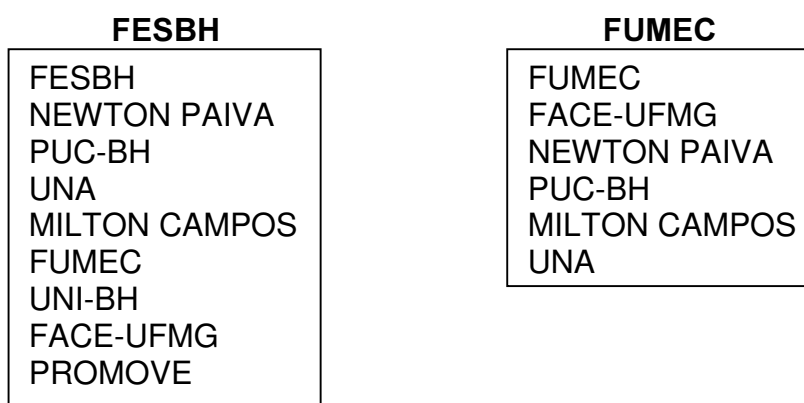 FESBH
FESBH
NEWTON PAIVA
PUC-BH
UNA
MILTON CAMPOS
FUMEC
UNI-BH
FACE-UFMG
PROMOVE
FUMEC
FUMEC
FACE-UFMG
NEWTON PAIVA
PUC-BH
MILTON CAMPOS
UNA